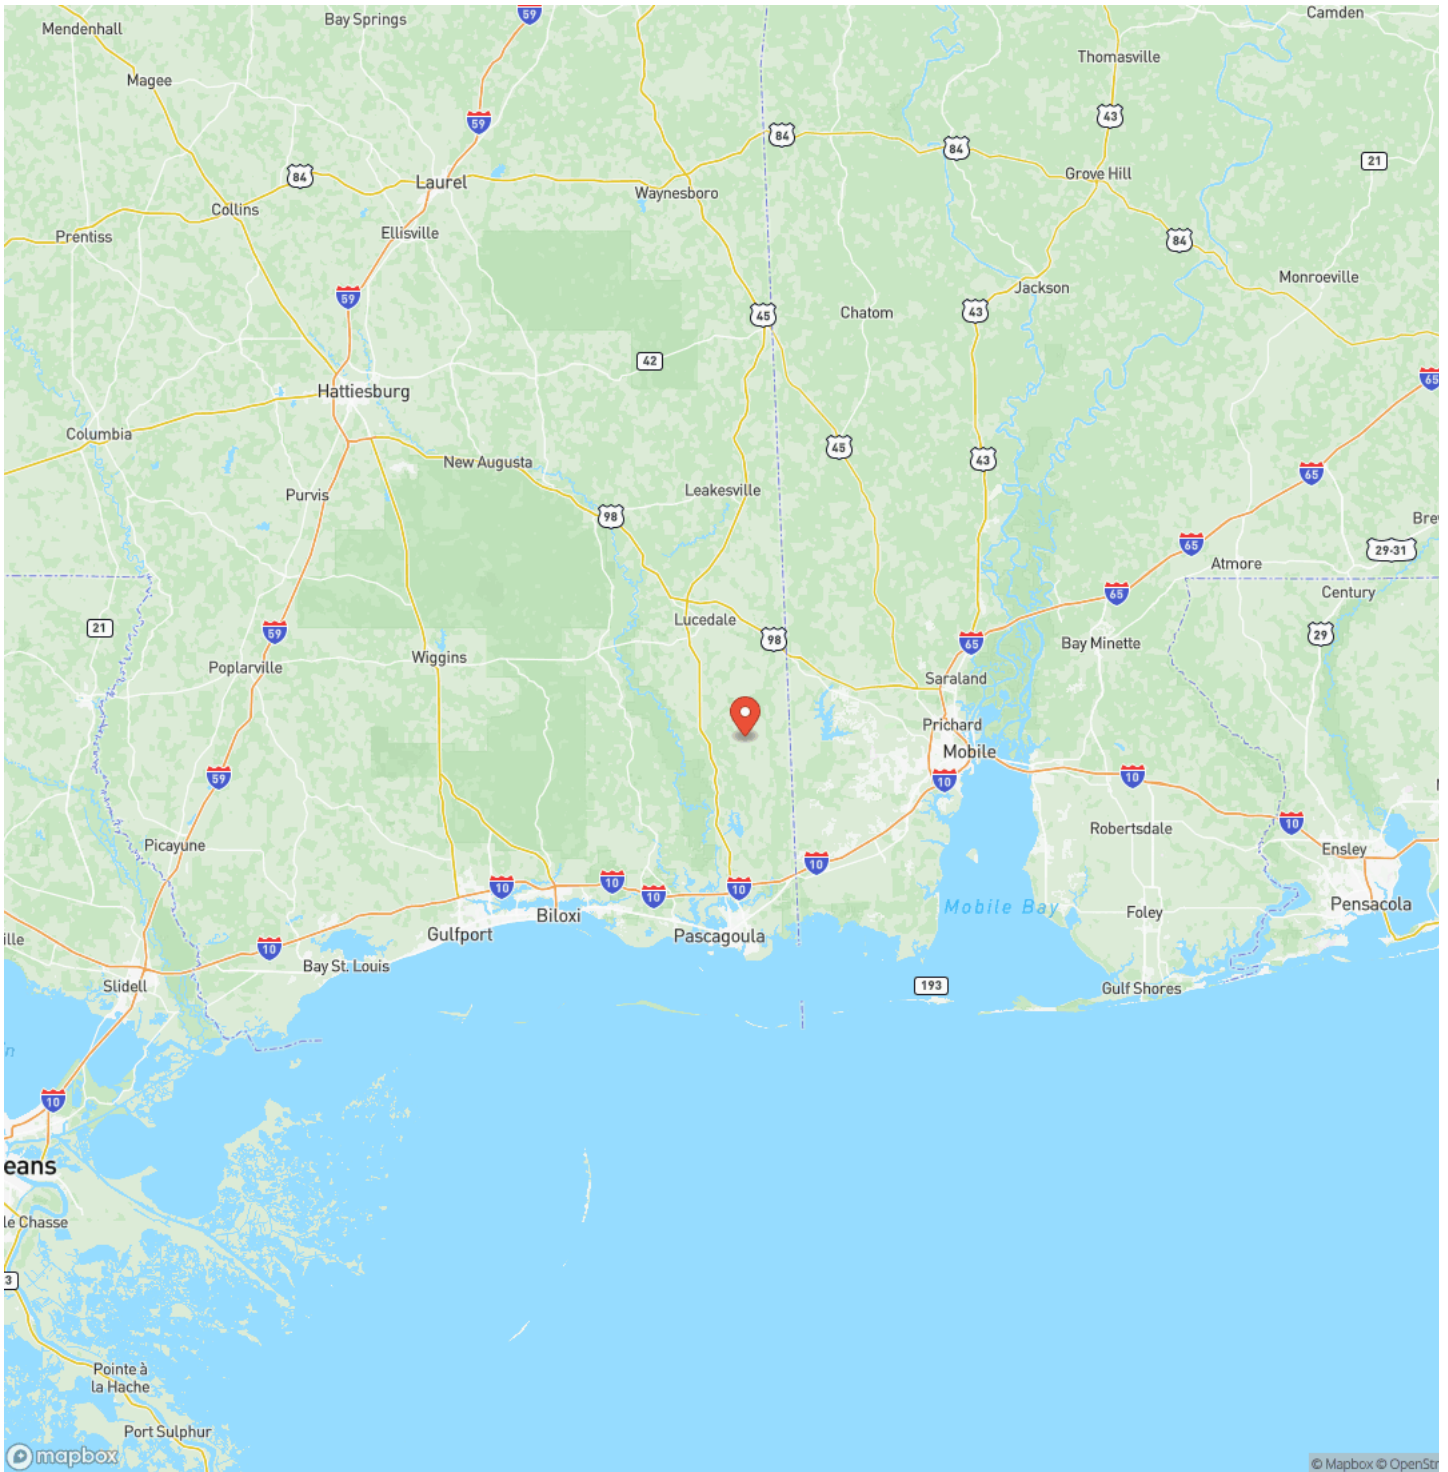 Mendenhall
Bay Springs
59
Camden
Magee
Thomasville
59
43
84
84
84
21
Laurel
Waynesboro
Grove Hill
Collins
Prentiss
Ellisville
84
59
Monroeville
Jackson
45
Chatom
43
42
65
Hattiesburg
Columbia
45
New Augusta
43
65
Purvis
Leakesville
98
Bre
65
29-31
Atmore
65
Century
21
59
Lucedale
98
29
65
Bay Minette
Poplarville
Wiggins
Saraland
Prichard
Mobile
59
10
10
10
Robertsdale
Picayune
10
Ensley
10
10
10
10
Mobile Bay
Pensacola
Biloxi
Foley
ille
Gulfport
Pascagoula
10
Bay St. Louis
Slidell
193
Gulf Shores
n
10
eans
le Chasse
3
Pointe à
la Hache
Port Sulphur
mapbox
© Mapbox © OpenStr